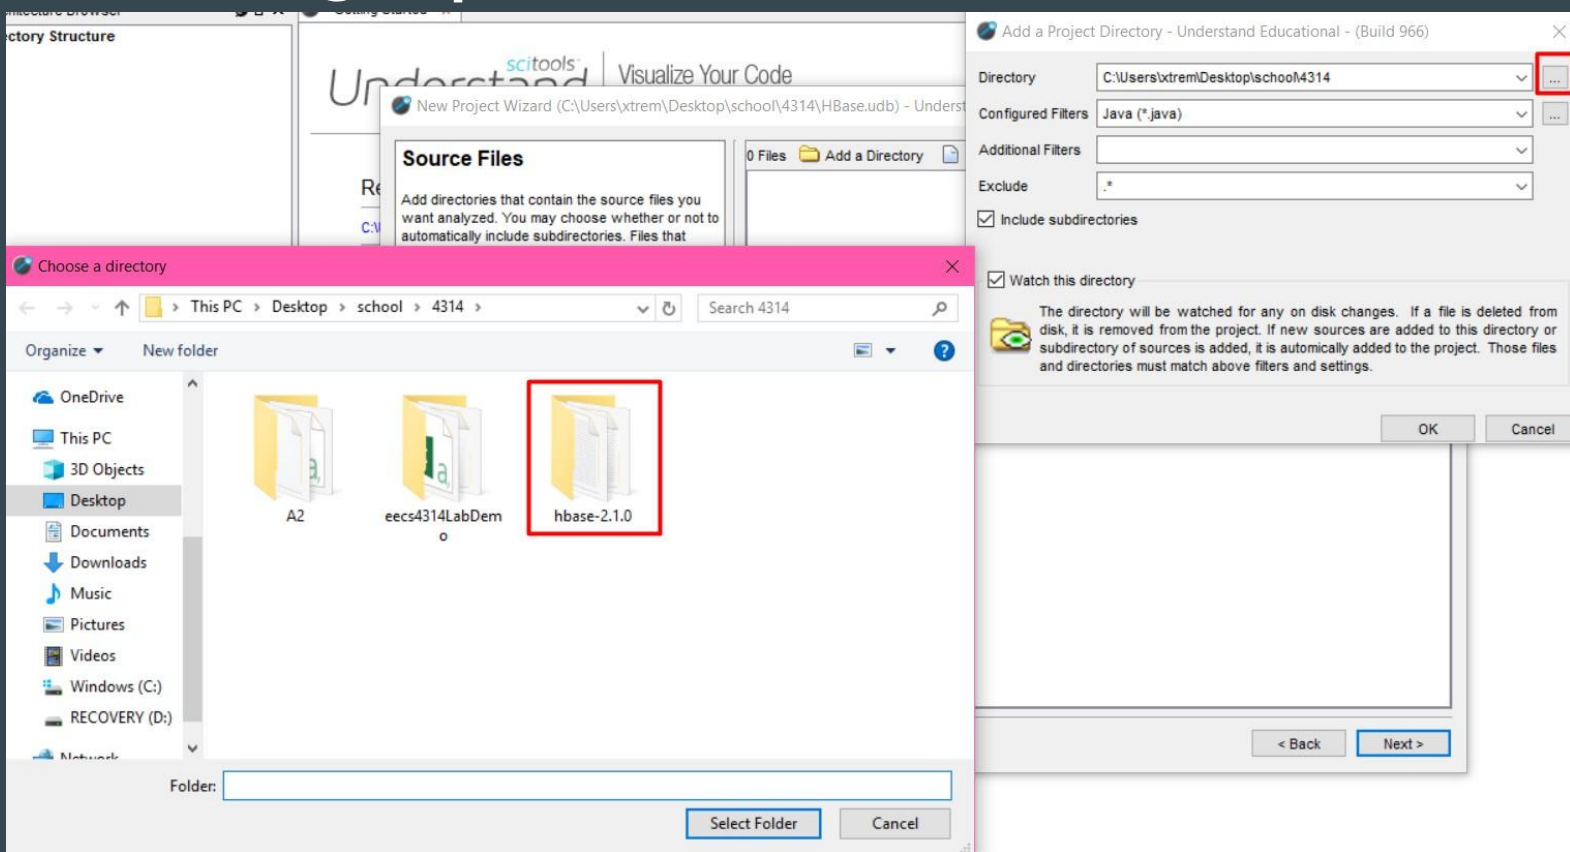 ctory Structure
Getting Started
scitools
Understand
Visualize Your Code
New Project Wizard (C:\Users\xtrem\Desktop\school\4314\HBase.udb) - Underst
Source Files
Add directories that contain the source files you
want analyzed. You may choose whether or not to
automatically include subdirectories. Files that
0 Files Add a Directory
Re
C:\
Add a Project Directory - Understand Educational - (Build 966)
Directory C:\Users\xtrem\Desktop\school\4314 ...
Configured Filters Java (*.java) ...
Additional Filters
Exclude .*
Include subdirectories
Watch this directory
The directory will be watched for any on disk changes. If a file is deleted from
disk, it is removed from the project. If new sources are added to this directory or
subdirectory of sources is added, it is automically added to the project. Those files
and directories must match above filters and settings.
OK Cancel
Choose a directory
This PC > Desktop > school > 4314 >
Search 4314
Organize New folder
OneDrive
This PC
3D Objects
Desktop
Documents
Downloads
Music
Pictures
Videos
Windows (C:)
RECOVERY (D:)
Network
A2
eecs4314LabDem
o
hbase-2.1.0
Folder:
Select Folder Cancel
< Back Next >